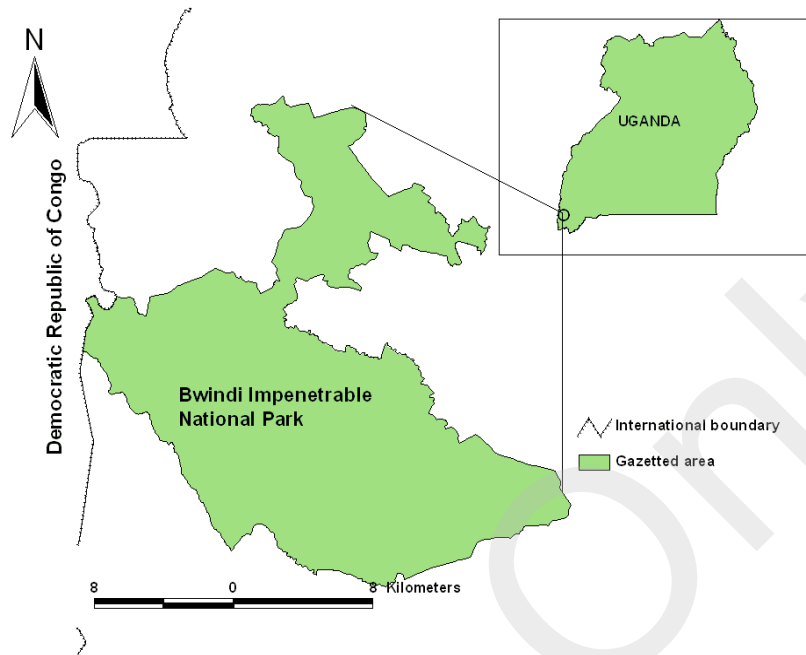 N
UGANDA
Democratic Republic of Congo
Bwindi Impenetrable
National Park
International boundary
Gazetted area
8 0 8 Kilometers